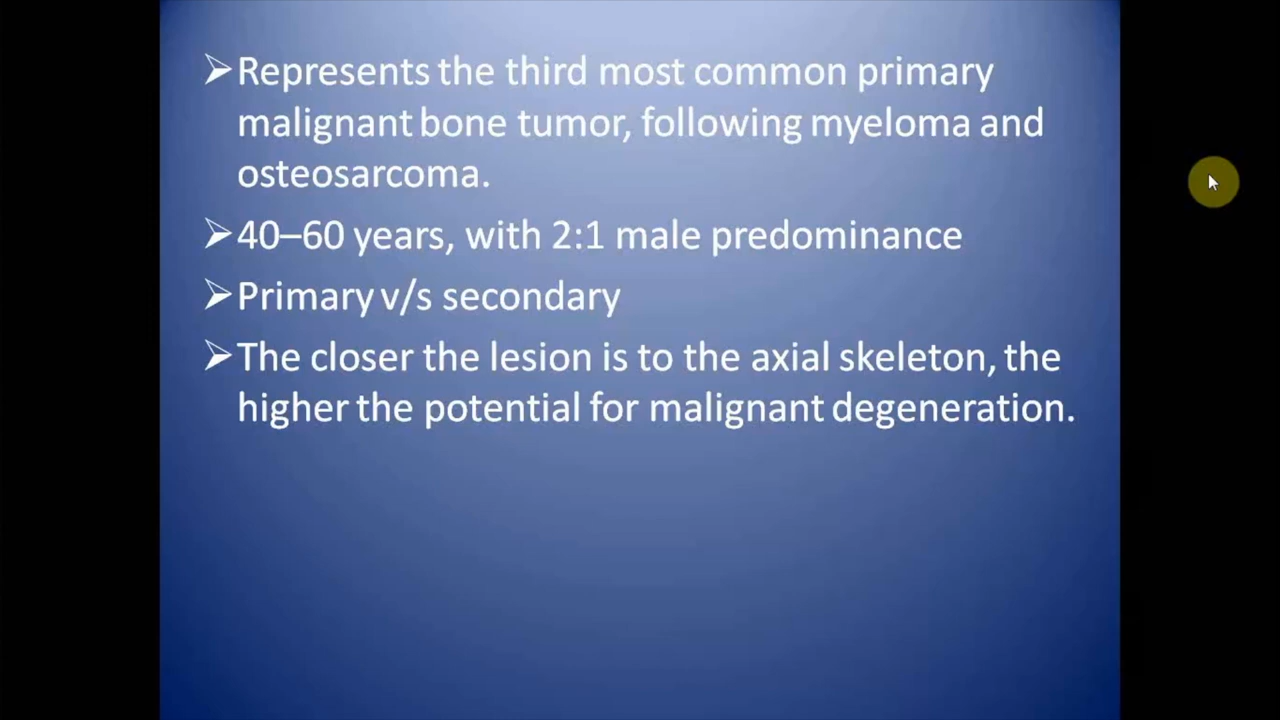 ➢Represents the third most common primary
malignant bone tumor, following myeloma and
osteosarcoma.
➢40–60 years, with 2:1 male predominance
➢Primary v/s secondary
➢The closer the lesion is to the axial skeleton, the
higher the potential for malignant degeneration.